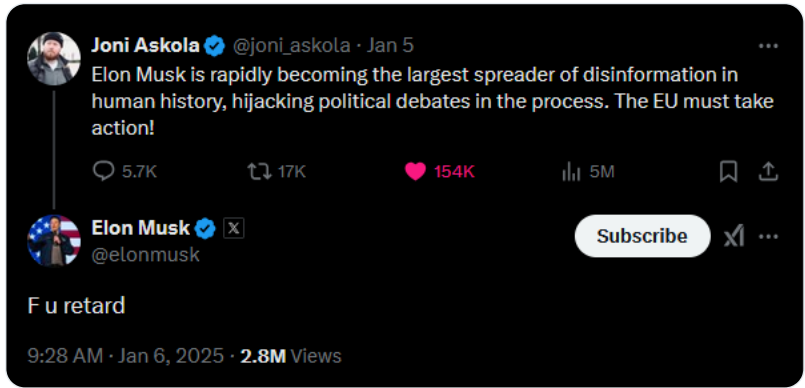 Joni Askola @joni_askola · Jan 5
Elon Musk is rapidly becoming the largest spreader of disinformation in
human history, hijacking political debates in the process. The EU must take
action!
5.7K 17K 154K 5M
Elon Musk X
@elonmusk
Subscribe
F u retard
9:28 AM · Jan 6, 2025 · 2.8M Views